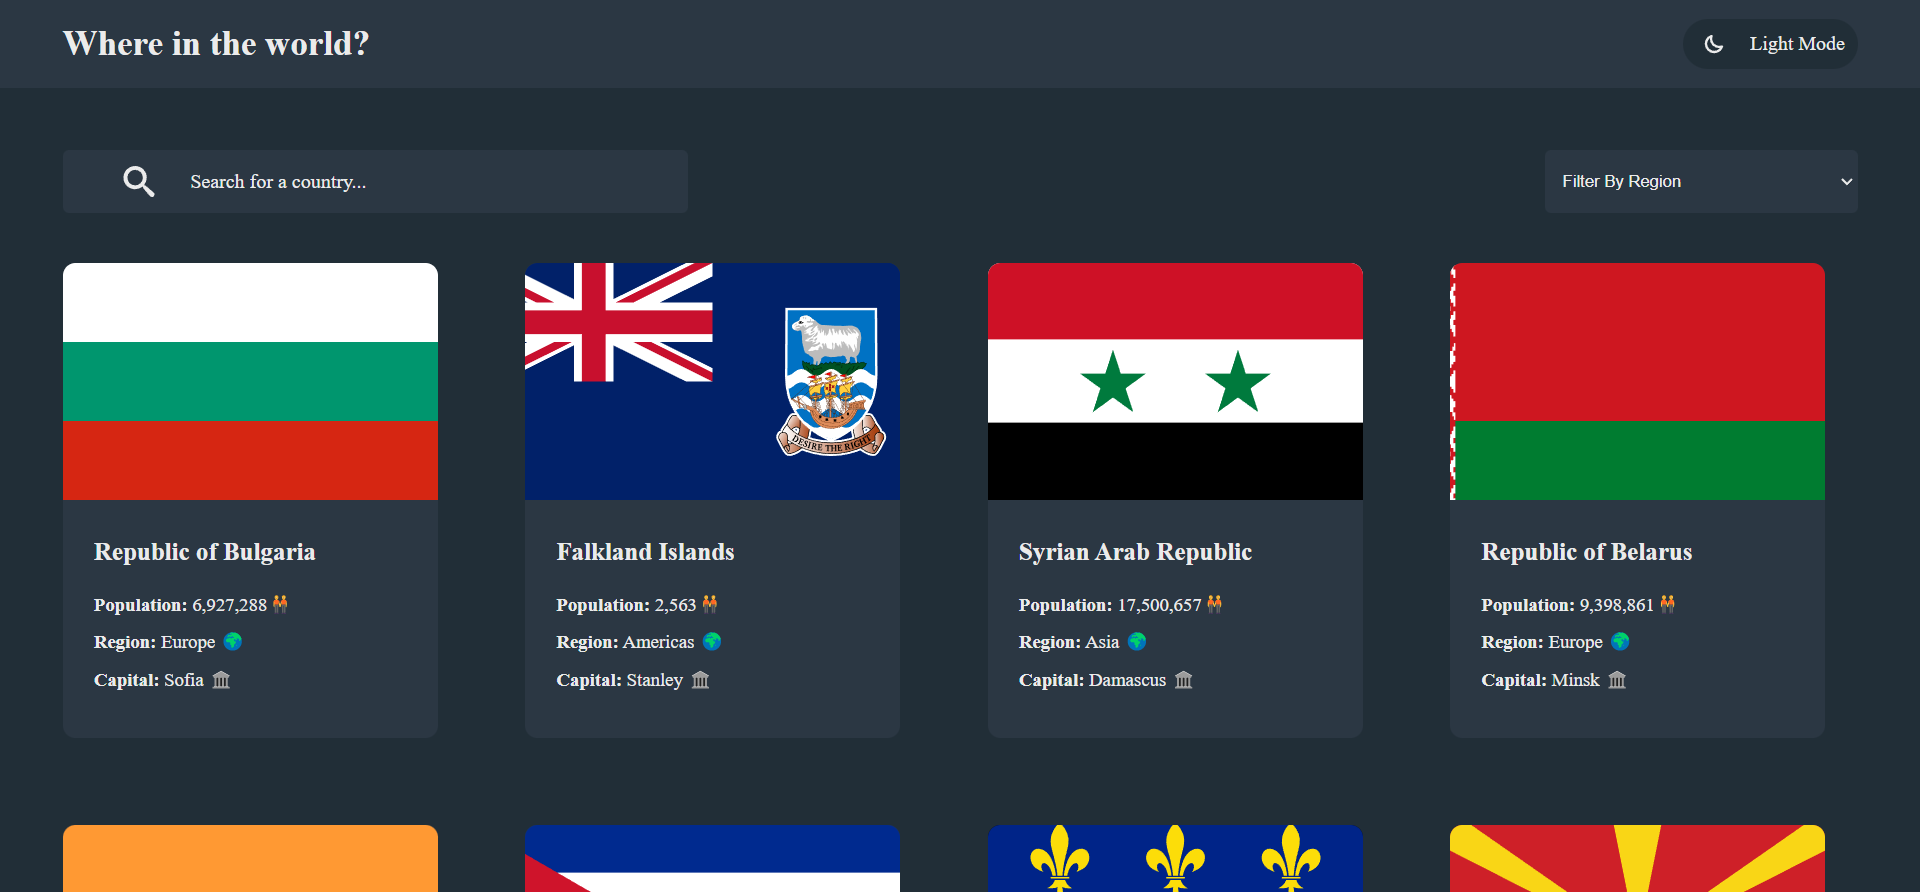 Where in the world?
Light Mode
Search for a country...
Filter By Region
DESIRE THE RIGHT
Republic of Bulgaria
Population: 6,927,288
Region: Europe
Capital: Sofia
Falkland Islands
Population: 2,563
Region: Americas
Capital: Stanley
Syrian Arab Republic
Population: 17,500,657
Region: Asia
Capital: Damascus
Republic of Belarus
Population: 9,398,861
Region: Europe
Capital: Minsk